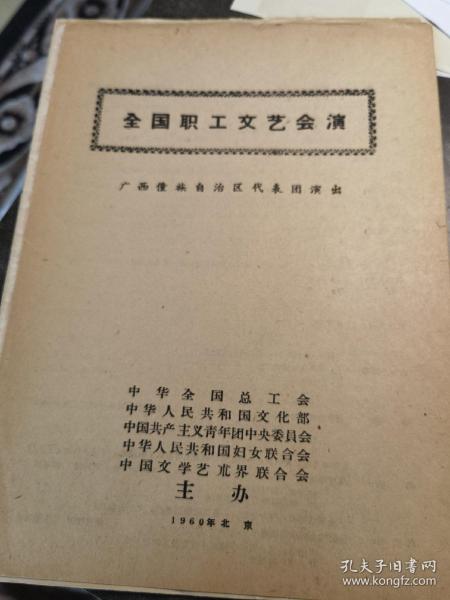 全国职工文艺会演
广西僮族自治区代表团演出
中华全国总工会
中华人民共和国文化部
中国共产主义青年团中央委員会
中华人民共和国妇女联合会
中国文学艺朮界联合会
主办
1960年北京
孔夫子旧书网
www.kongfz.com